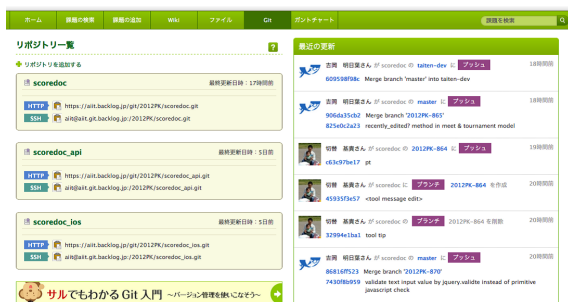 ホーム
課題の検索
課題の追加
Wiki
ファイル
Git
ガントチャート
課題を検索
リポジトリ一覧
?
リポジトリを追加する
scoredoc
最終更新日時：17時間前
HTTP https://aiit.backlog.jp/git/2012PK/scoredoc.git
SSH aiit@aiit.git.backlog.jp:/2012PK/scoredoc.git
scoredoc_api
最終更新日時：5日前
HTTP https://aiit.backlog.jp/git/2012PK/scoredoc_api.git
SSH aiit@aiit.git.backlog.jp:/2012PK/scoredoc_api.git
scoredoc_ios
最終更新日時：5日前
HTTP https://aiit.backlog.jp/git/2012PK/scoredoc_ios.git
SSH aiit@aiit.git.backlog.jp:/2012PK/scoredoc_ios.git
サルでもわかる Git 入門 〜バージョン管理を使いこなそう〜
最近の更新
吉岡 明日葉さん が scoredoc の taiten-dev に プッシュ
18時間前
609598f98c Merge branch 'master' into taiten-dev
吉岡 明日葉さん が scoredoc の master に プッシュ
18時間前
906da35cb2 Merge branch '2012PK-865'
825e0c2a23 recently_edited? method in meet & tournament model
切替 基貴さん が scoredoc の 2012PK-864 に プッシュ
19時間前
c63c97be17 pt
切替 基貴さん が scoredoc に ブランチ 2012PK-864 を作成
20時間前
45935f3e57 <tool message edit>
切替 基貴さん が scoredoc の ブランチ 2012PK-864 を削除
20時間前
32994e1ba1 tool tip
吉岡 明日葉さん が scoredoc の master に プッシュ
20時間前
86816ff523 Merge branch '2012PK-870'
7430f8b959 validate text input value by jquery.validte instead of primitive
javascript check